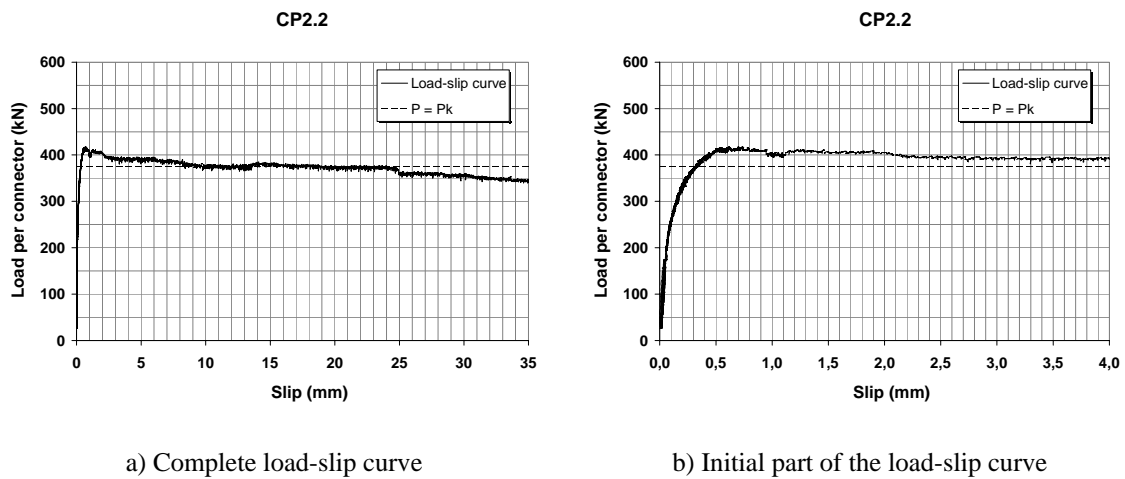 CP2.2
600
500
400
300
200
100
0
Load per connector (kN)
Load-slip curve
P = Pk
0 5 10 15 20 25 30 35
Slip (mm)
a) Complete load-slip curve
CP2.2
600
500
400
300
200
100
0
Load per connector (kN)
Load-slip curve
P = Pk
0,0 0,5 1,0 1,5 2,0 2,5 3,0 3,5 4,0
Slip (mm)
b) Initial part of the load-slip curve